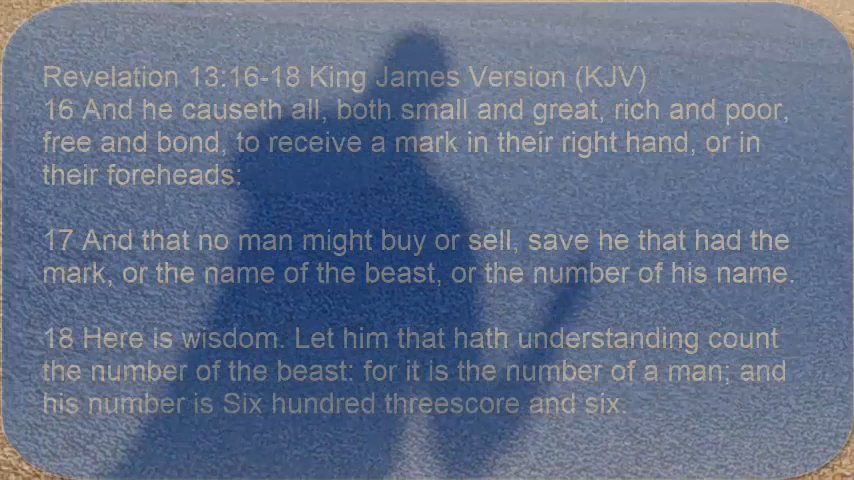 Revelation 13:16-18 King James Version (KJV)
16 And he causeth all, both small and great, rich and poor,
free and bond, to receive a mark in their right hand, or in
their foreheads:
17 And that no man might buy or sell, save he that had the
mark, or the name of the beast, or the number of his name.
18 Here is wisdom. Let him that hath understanding count
the number of the beast: for it is the number of a man; and
his number is Six hundred threescore and six.